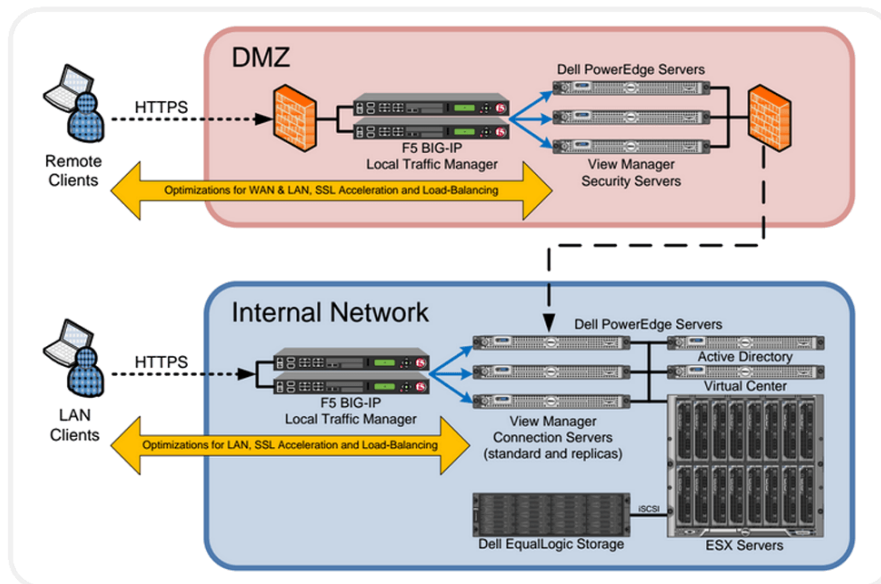 DMZ
Dell PowerEdge Servers
HTTPS
F5 BIG-IP
Local Traffic Manager
View Manager
Security Servers
Remote
Clients
Optimizations for WAN & LAN, SSL Acceleration and Load-Balancing
Internal Network
Dell PowerEdge Servers
HTTPS
Active Directory
Virtual Center
F5 BIG-IP
Local Traffic Manager
LAN
Clients
View Manager
Connection Servers
(standard and replicas)
Optimizations for LAN, SSL Acceleration and Load-Balancing
iSCSI
Dell EqualLogic Storage
ESX Servers